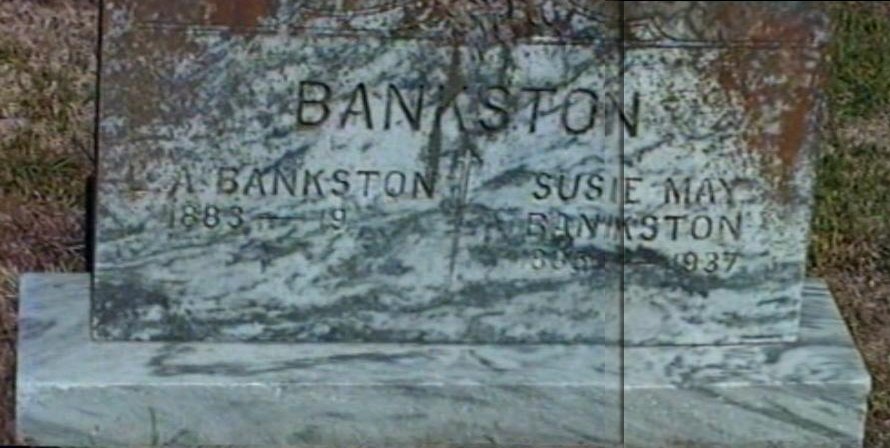 BANKSTON
A. BANKSTON
1883 — 19
SUSIE MAY
BANKSTON
— 1937